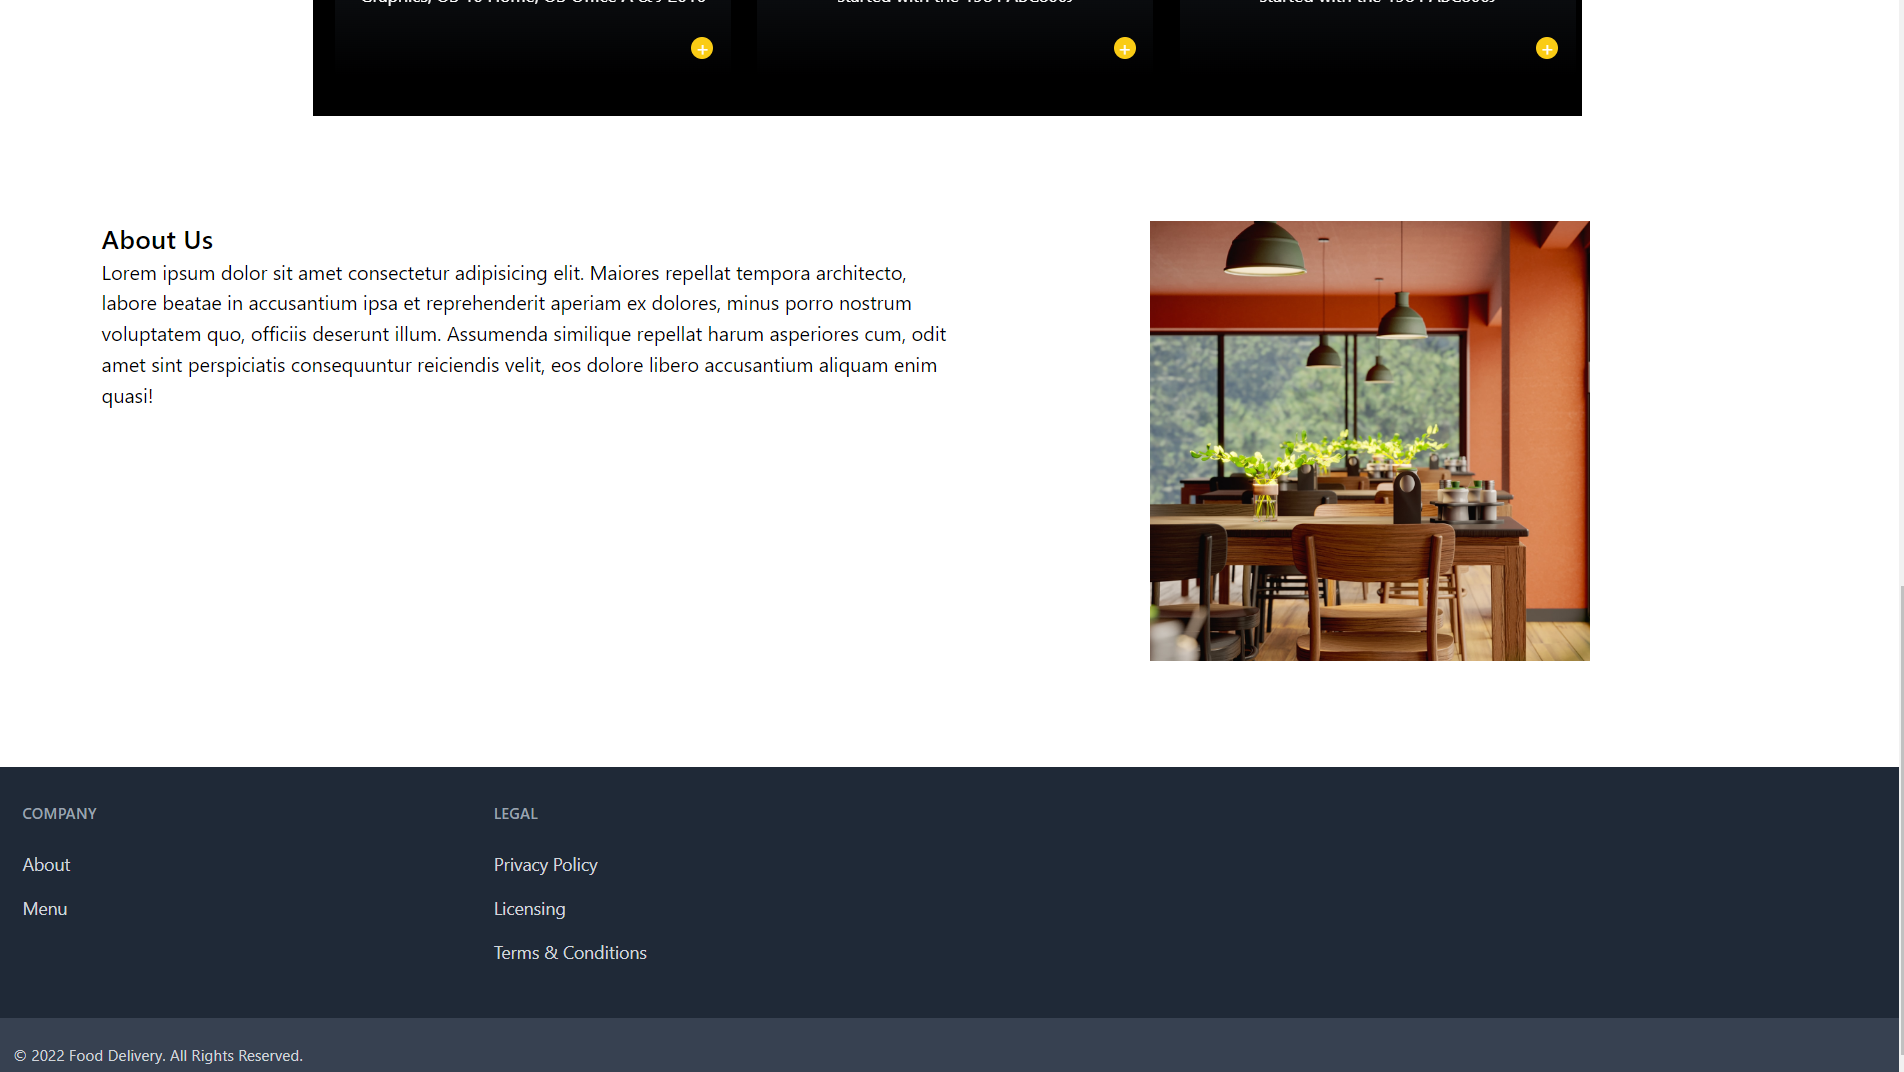 + + +
About Us
Lorem ipsum dolor sit amet consectetur adipisicing elit. Maiores repellat tempora architecto,
labore beatae in accusantium ipsa et reprehenderit aperiam ex dolores, minus porro nostrum
voluptatem quo, officiis deserunt illum. Assumenda similique repellat harum asperiores cum, odit
amet sint perspiciatis consequuntur reiciendis velit, eos dolore libero accusantium aliquam enim
quasi!
COMPANY
About
Menu
LEGAL
Privacy Policy
Licensing
Terms & Conditions
© 2022 Food Delivery. All Rights Reserved.